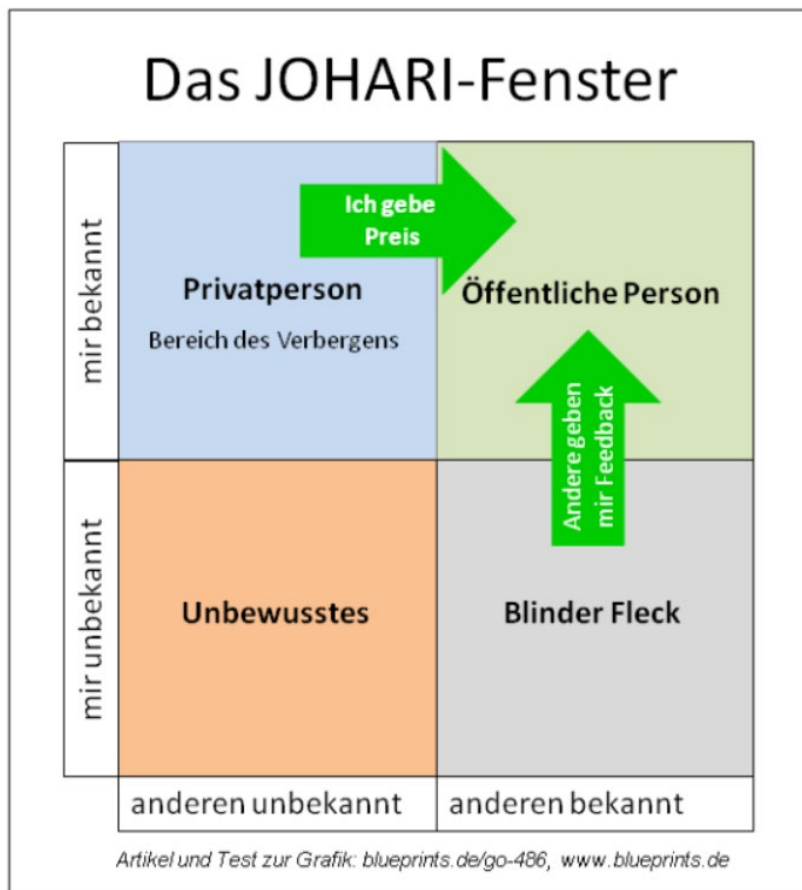 Das JOHARI-Fenster
mir bekannt
Ich gebe
Preis
Privatperson
Bereich des Verbergens
Öffentliche Person
Andere geben
mir Feedback
mir unbekannt
Unbewusstes
Blinder Fleck
anderen unbekannt
anderen bekannt
Artikel und Test zur Grafik: blueprints.de/go-486, www.blueprints.de